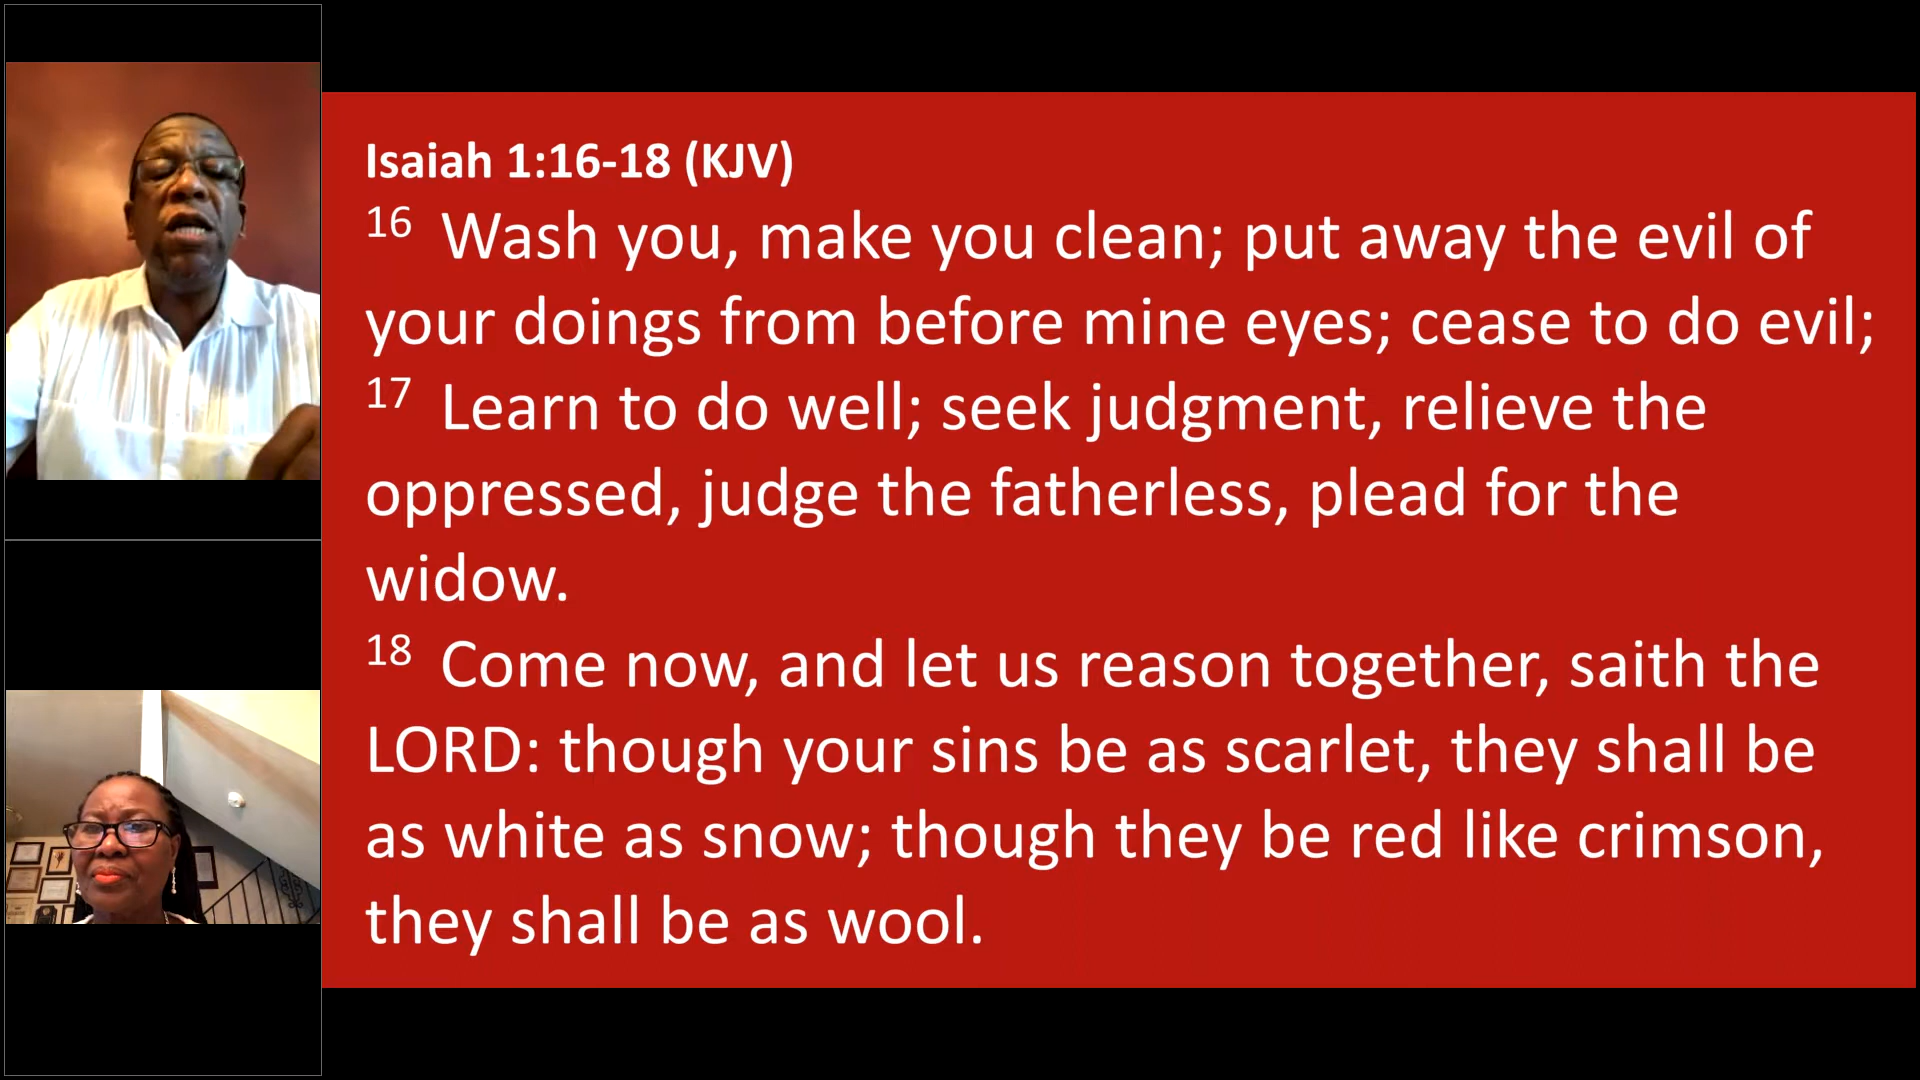 Isaiah 1:16-18 (KJV)
16 Wash you, make you clean; put away the evil of
your doings from before mine eyes; cease to do evil;
17 Learn to do well; seek judgment, relieve the
oppressed, judge the fatherless, plead for the
widow.
18 Come now, and let us reason together, saith the
LORD: though your sins be as scarlet, they shall be
as white as snow; though they be red like crimson,
they shall be as wool.